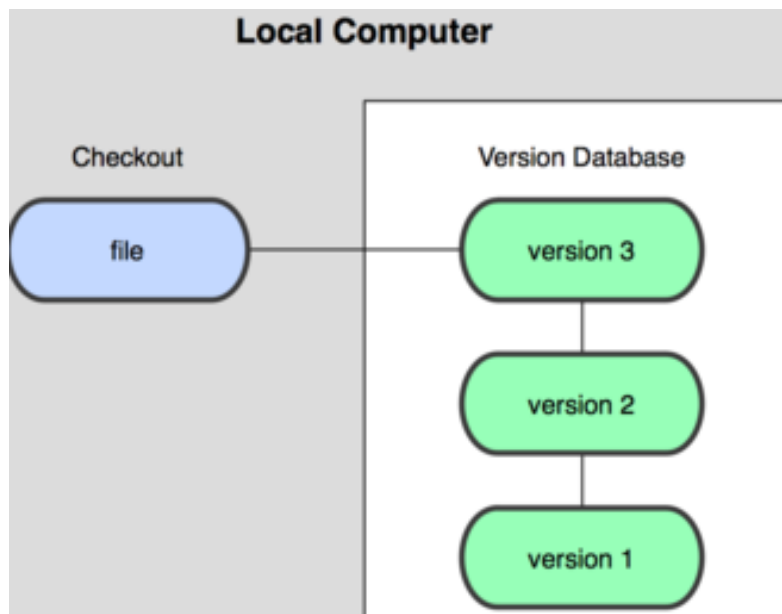 Local Computer
Checkout
Version Database
file
version 3
version 2
version 1